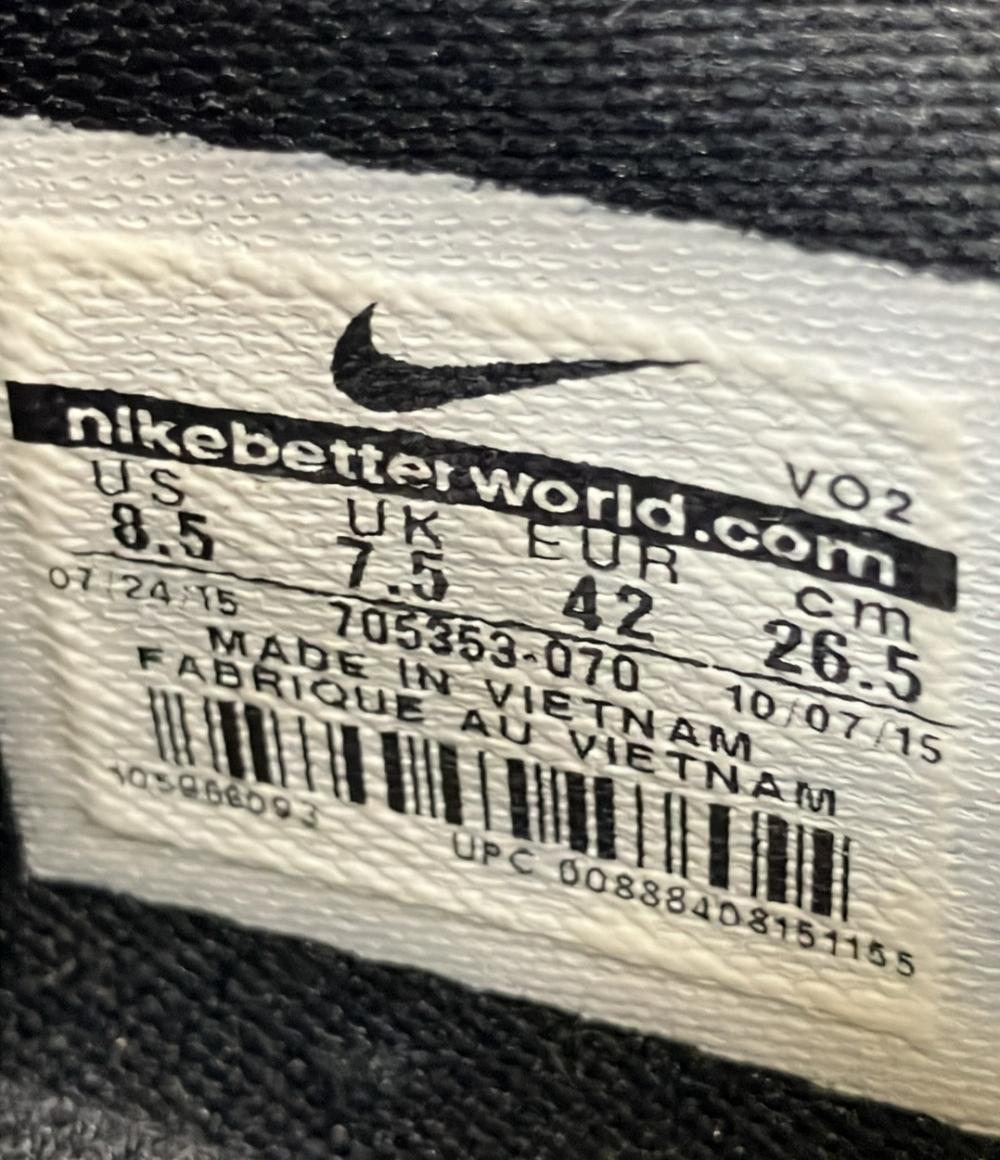 nikebetterworld.com
VO2
US UK EUR cm
8.5 7.5 42 26.5
07/24/15 705353-070 10/07/15
MADE IN VIETNAM
FABRIQUE AU VIETNAM
UPC 00888408151155